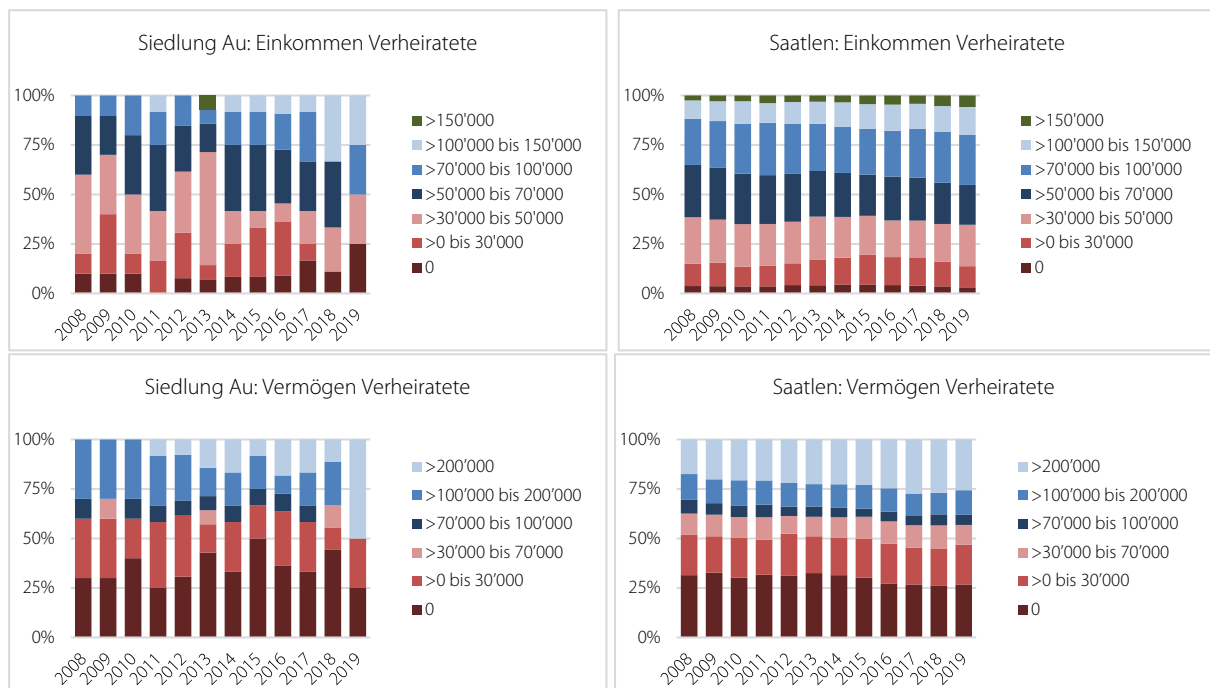 Siedlung Au: Einkommen Verheiratete
100%
75%
50%
25%
0%
2008 2009 2010 2011 2012 2013 2014 2015 2016 2017 2018 2019
>150'000
>100'000 bis 150'000
>70'000 bis 100'000
>50'000 bis 70'000
>30'000 bis 50'000
>0 bis 30'000
0
Saatlen: Einkommen Verheiratete
100%
75%
50%
25%
0%
2008 2009 2010 2011 2012 2013 2014 2015 2016 2017 2018 2019
>150'000
>100'000 bis 150'000
>70'000 bis 100'000
>50'000 bis 70'000
>30'000 bis 50'000
>0 bis 30'000
0
Siedlung Au: Vermögen Verheiratete
100%
75%
50%
25%
0%
2008 2009 2010 2011 2012 2013 2014 2015 2016 2017 2018 2019
>200'000
>100'000 bis 200'000
>70'000 bis 100'000
>30'000 bis 70'000
>0 bis 30'000
0
Saatlen: Vermögen Verheiratete
100%
75%
50%
25%
0%
2008 2009 2010 2011 2012 2013 2014 2015 2016 2017 2018 2019
>200'000
>100'000 bis 200'000
>70'000 bis 100'000
>30'000 bis 70'000
>0 bis 30'000
0